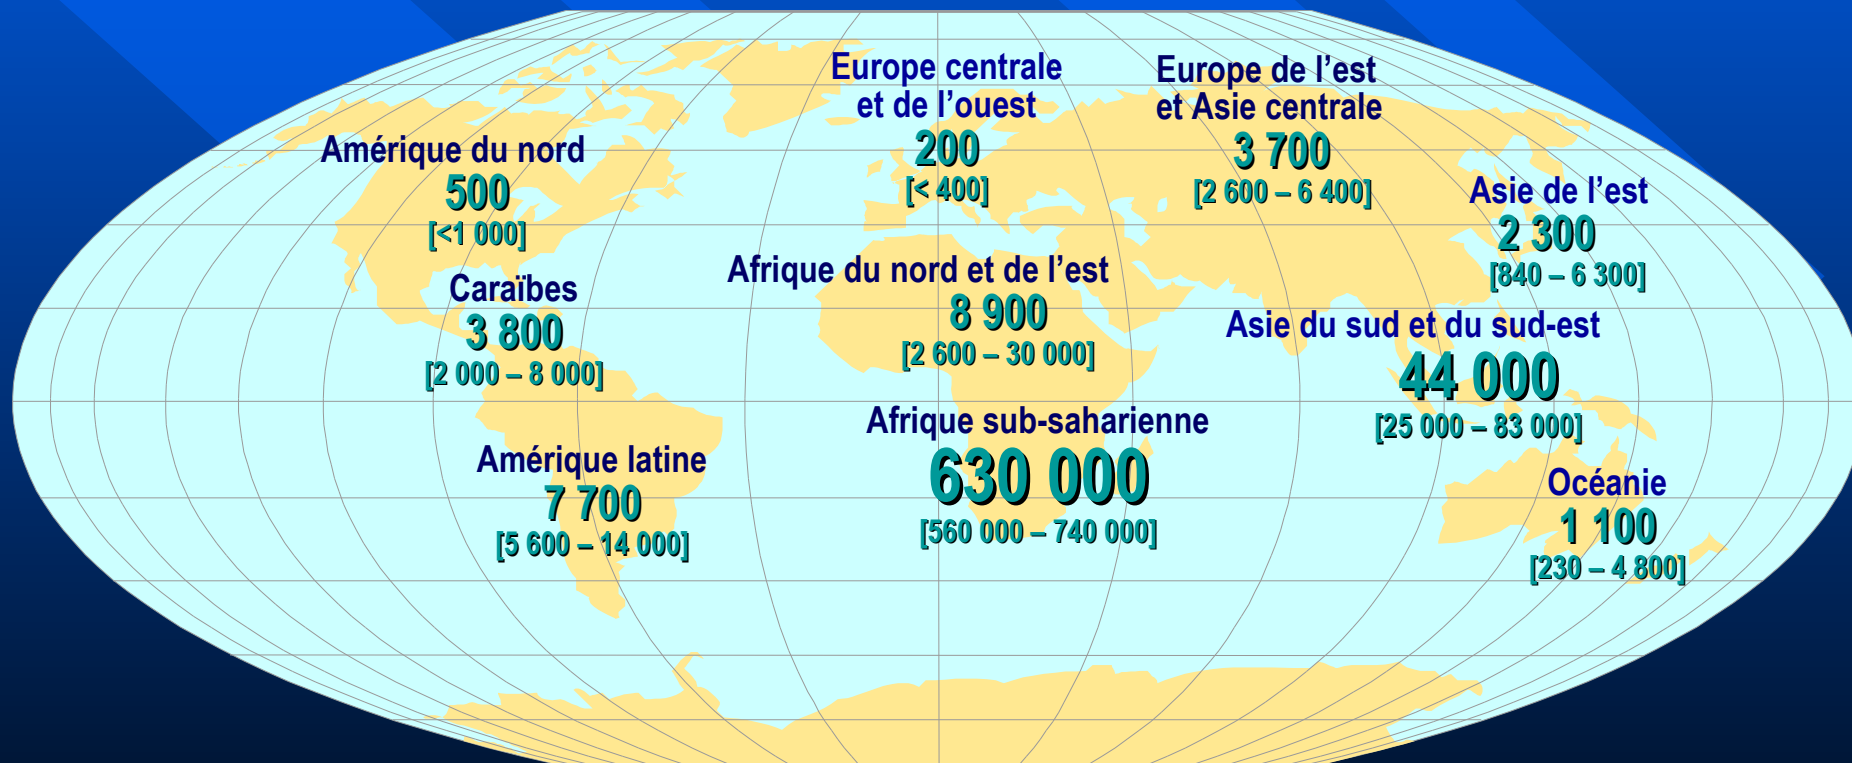 Europe centrale
et de l’ouest
200
[< 400]
Europe de l’est
et Asie centrale
3 700
[2 600 – 6 400]
Amérique du nord
500
[<1 000]
Asie de l’est
2 300
[840 – 6 300]
Caraïbes
3 800
[2 000 – 8 000]
Afrique du nord et de l’est
8 900
[2 600 – 30 000]
Asie du sud et du sud-est
44 000
[25 000 – 83 000]
Amérique latine
7 700
[5 600 – 14 000]
Afrique sub-saharienne
630 000
[560 000 – 740 000]
Océanie
1 100
[230 – 4 800]